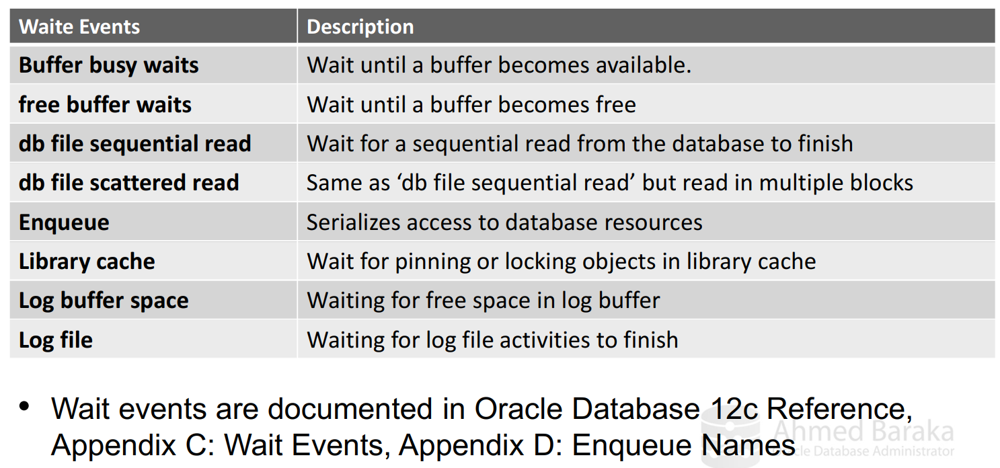 Waite Events Description
Buffer busy waits Wait until a buffer becomes available.
free buffer waits Wait until a buffer becomes free
db file sequential read Wait for a sequential read from the database to finish
db file scattered read Same as ‘db file sequential read’ but read in multiple blocks
Enqueue Serializes access to database resources
Library cache Wait for pinning or locking objects in library cache
Log buffer space Waiting for free space in log buffer
Log file Waiting for log file activities to finish
• Wait events are documented in Oracle Database 12c Reference,
Appendix C: Wait Events, Appendix D: Enqueue Names
Ahmed Baraka
Oracle Database Administrator